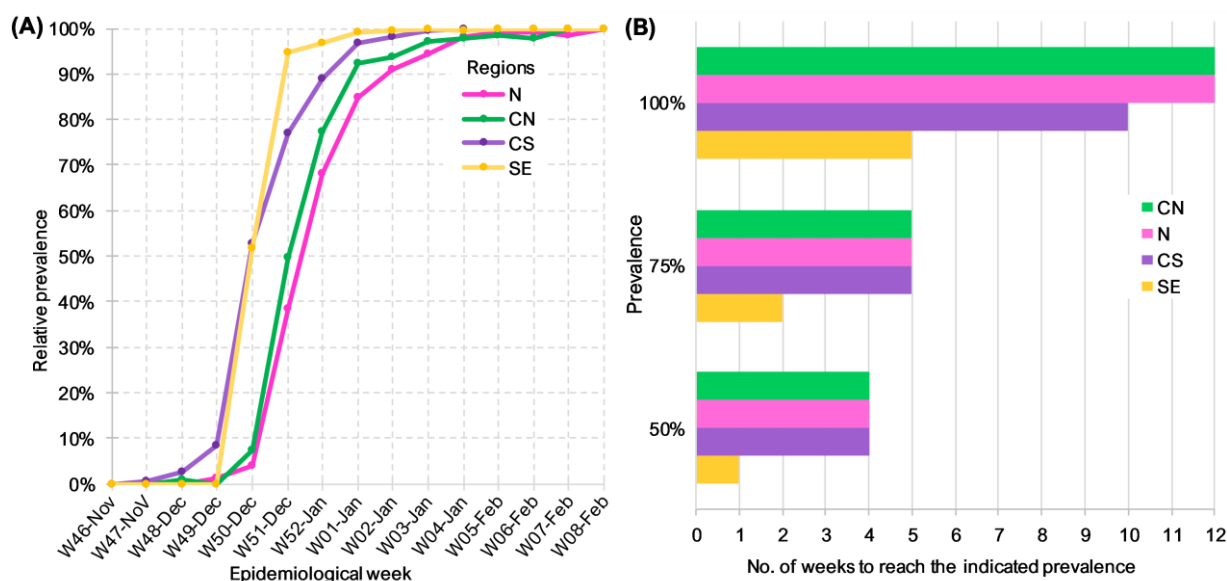 (A)
100%
90%
80%
70%
60%
50%
40%
30%
20%
10%
0%
Relative prevalence
Regions
N
CN
CS
SE
W46-Nov
W47-NoV
W48-Dec
W49-Dec
W50-Dec
W51-Dec
W52-Jan
W01-Jan
W02-Jan
W03-Jan
W04-Jan
W05-Feb
W06-Feb
W07-Feb
W08-Feb
Epidemiological week
(B)
100%
75%
50%
Prevalence
CN
N
CS
SE
0 1 2 3 4 5 6 7 8 9 10 11 12
No. of weeks to reach the indicated prevalence